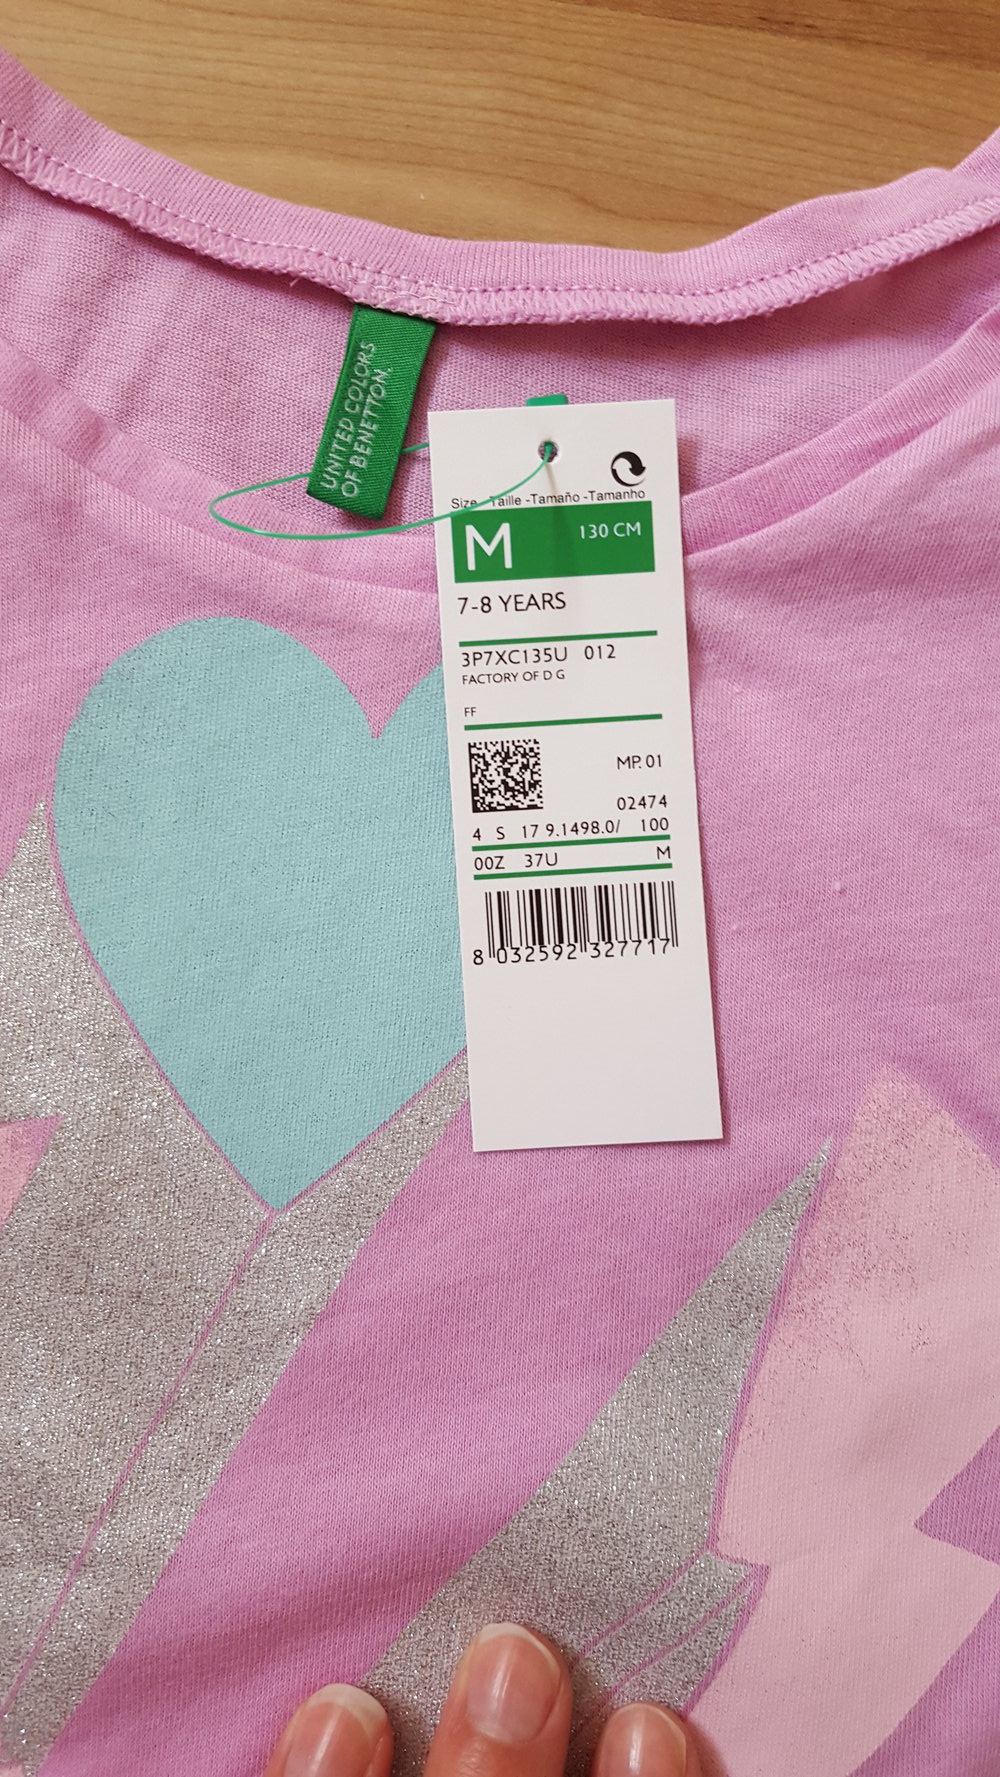 UNITED COLORS
OF BENETTON.
Size - Taille -Tamaño -Tamanho
M 130 CM
7-8 YEARS
3P7XC135U 012
FACTORY OF D G
FF
MP. 01
02474
4 S 17 9.1498.0/ 100
00Z 37U M
8 032592 327717